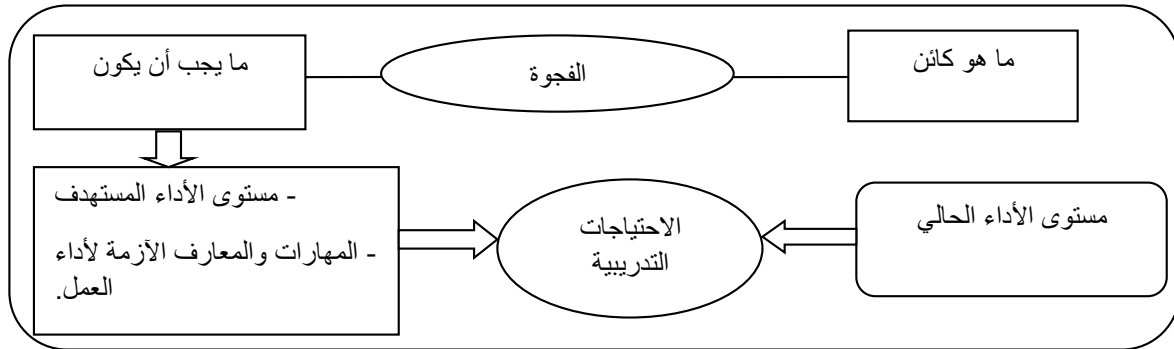 ما هو كائن
الفجوة
ما يجب أن يكون
مستوى الأداء الحالي
الاحتياجات
التدريبية
- مستوى الأداء المستهدف
- المهارات والمعارف الآزمة لأداء
العمل.